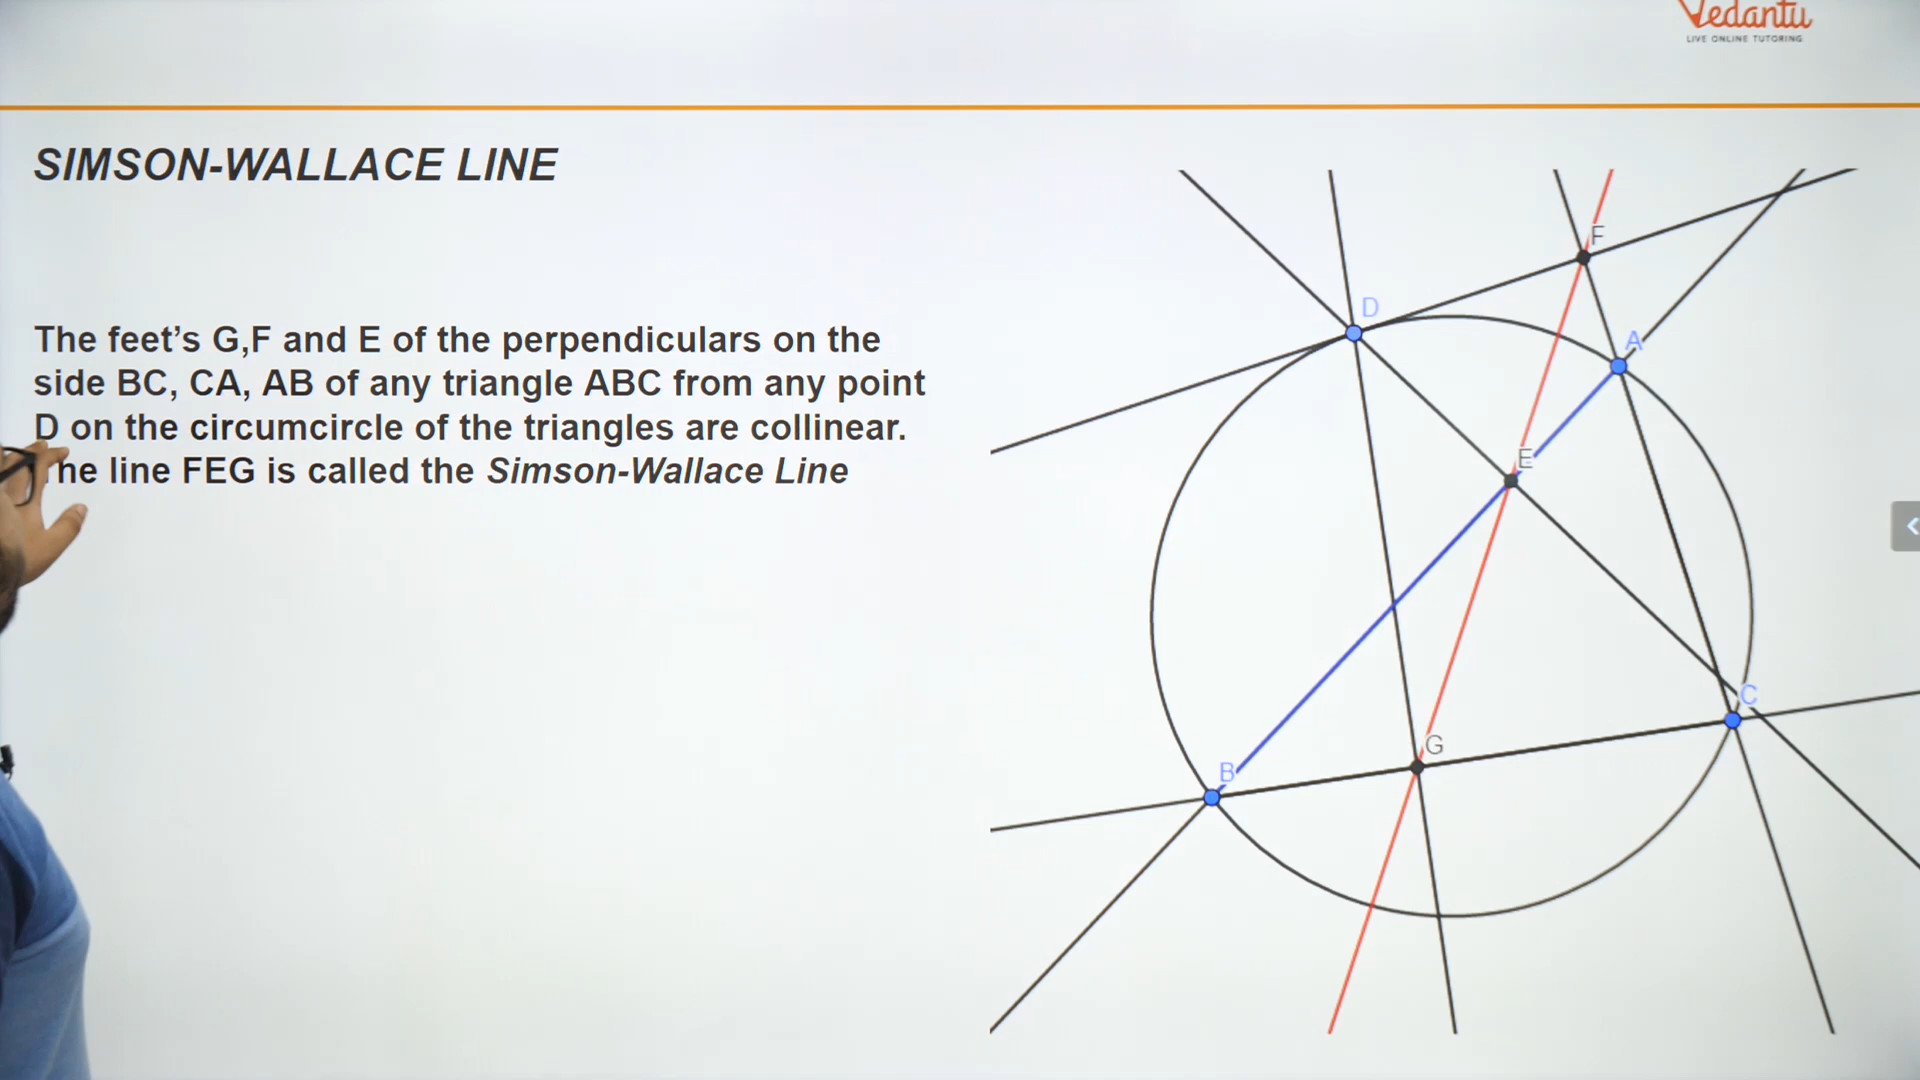 Vedantu
LIVE ONLINE TUTORING
SIMSON-WALLACE LINE
The feet’s G,F and E of the perpendiculars on the
side BC, CA, AB of any triangle ABC from any point
D on the circumcircle of the triangles are collinear.
he line FEG is called the Simson-Wallace Line
F
D
A
E
C
G
B